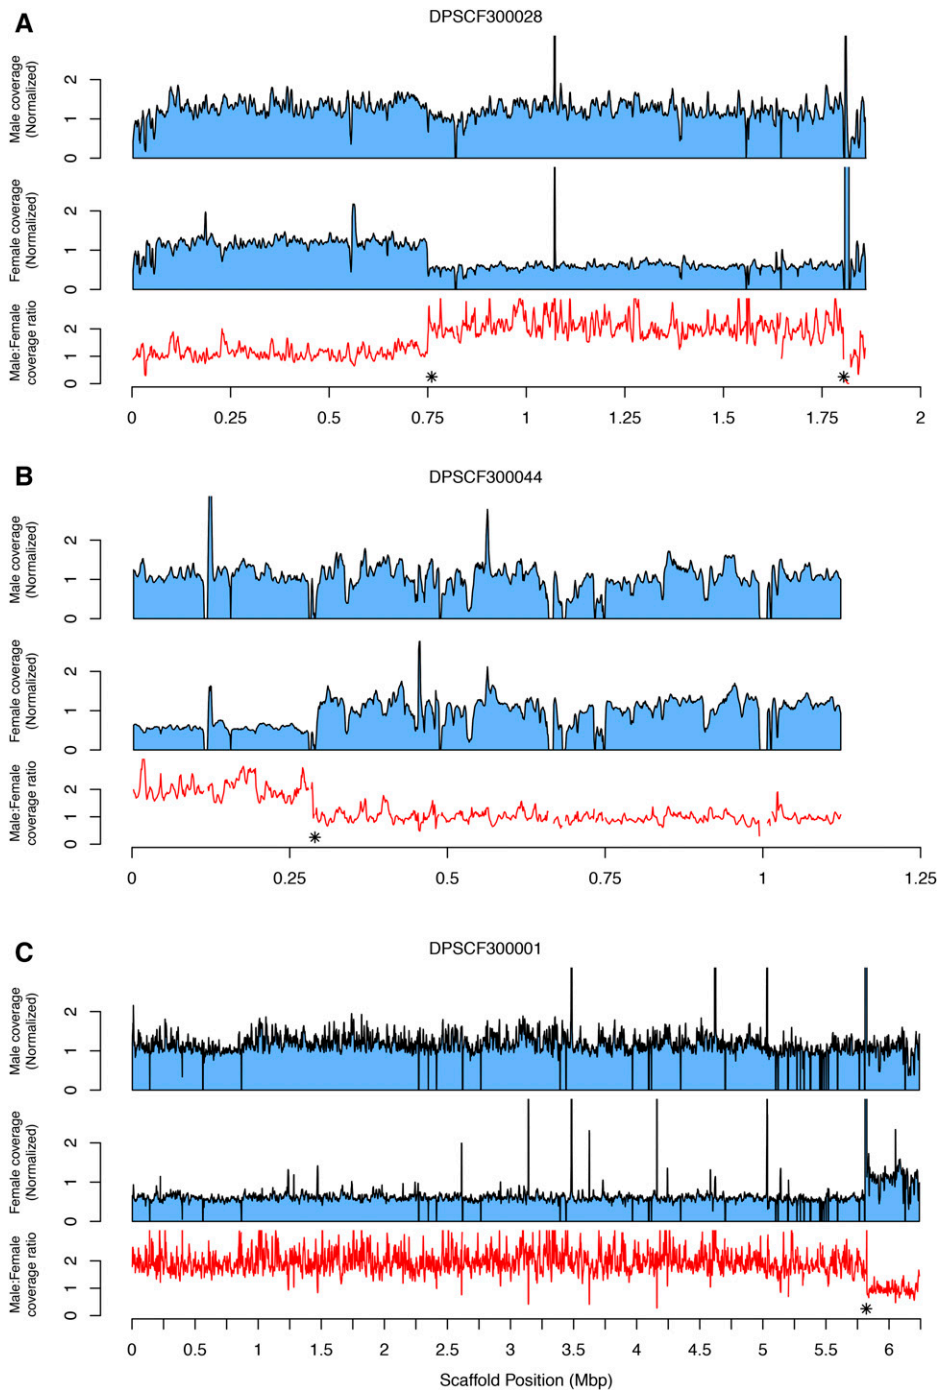 A
DPSCF300028
Male coverage
(Normalized)
0 1 2
Female coverage
(Normalized)
0 1 2
Male:Female
coverage ratio
0 1 2
* *
0 0.25 0.5 0.75 1 1.25 1.5 1.75 2
B
DPSCF300044
Male coverage
(Normalized)
0 1 2
Female coverage
(Normalized)
0 1 2
Male:Female
coverage ratio
0 1 2
*
0 0.25 0.5 0.75 1 1.25
C
DPSCF300001
Male coverage
(Normalized)
0 1 2
Female coverage
(Normalized)
0 1 2
Male:Female
coverage ratio
0 1 2
*
0 0.5 1 1.5 2 2.5 3 3.5 4 4.5 5 5.5 6
Scaffold Position (Mbp)